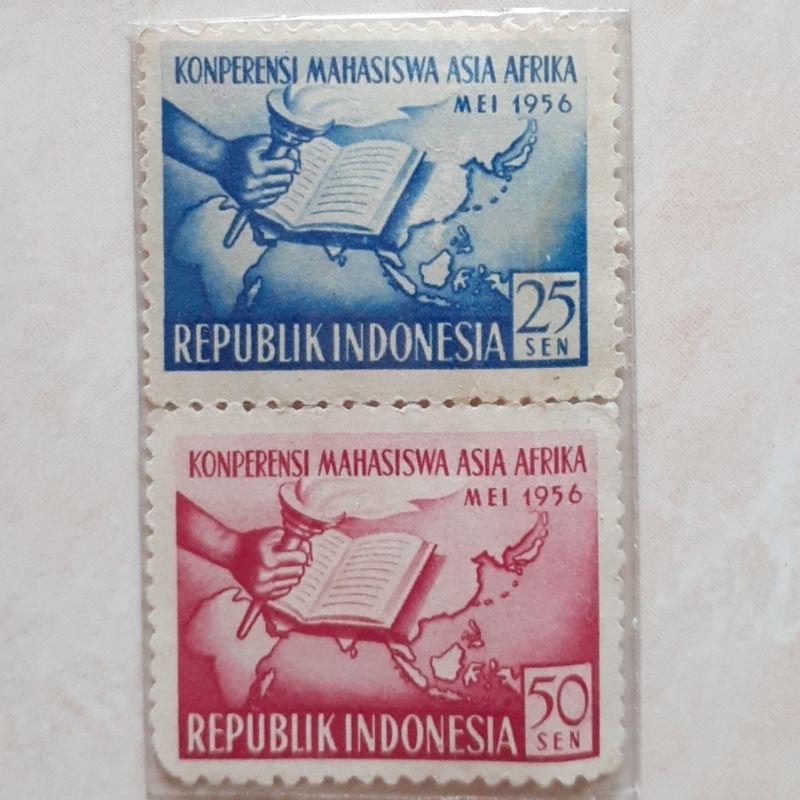 KONPERENSI MAHASISWA ASIA AFRIKA
MEI 1956
25
SEN
REPUBLIK INDONESIA
KONPERENSI MAHASISWA ASIA AFRIKA
MEI 1956
50
SEN
REPUBLIK INDONESIA